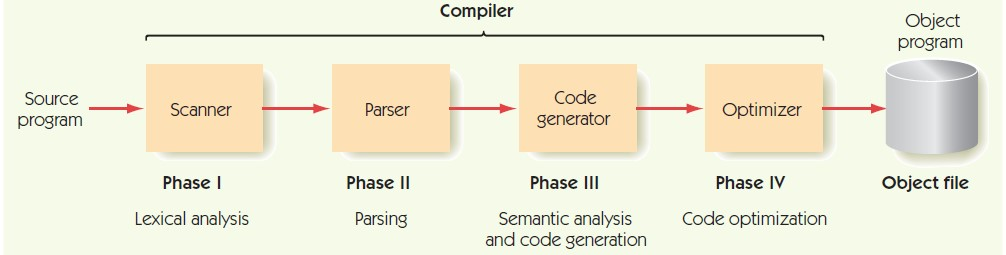 Compiler
Object
program
Source
program
Scanner
Parser
Code
generator
Optimizer
Phase I
Phase II
Phase III
Phase IV
Object file
Lexical analysis
Parsing
Semantic analysis
and code generation
Code optimization